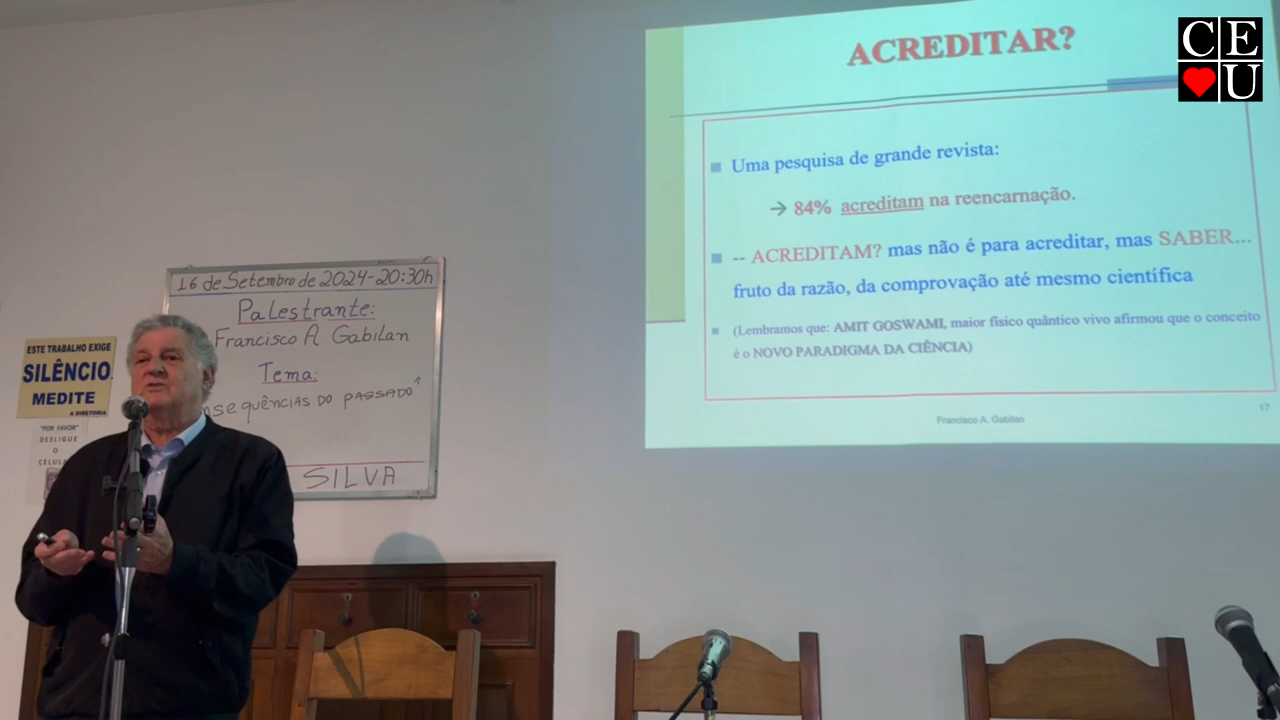 CE
U
ACREDITAR?
Uma pesquisa de grande revista:
→ 84% acreditam na reencarnação.
-- ACREDITAM? mas não é para acreditar, mas SABER...
fruto da razão, da comprovação até mesmo científica
(Lembramos que: AMIT GOSWAMI, maior físico quântico vivo afirmou que o conceito
é o NOVO PARADIGMA DA CIÊNCIA)
Francisco A. Gabilan
17
16 de Setembro de 2024-20:30h
Palestrante:
Francisco A Gabilan
Tema:
nsequências do passado"
SILVA
ESTE TRABALHO EXIGE
SILÊNCIO
MEDITE
A DIRETORIA
"POR FAVOR"
DESLIGUE
O
CELULA